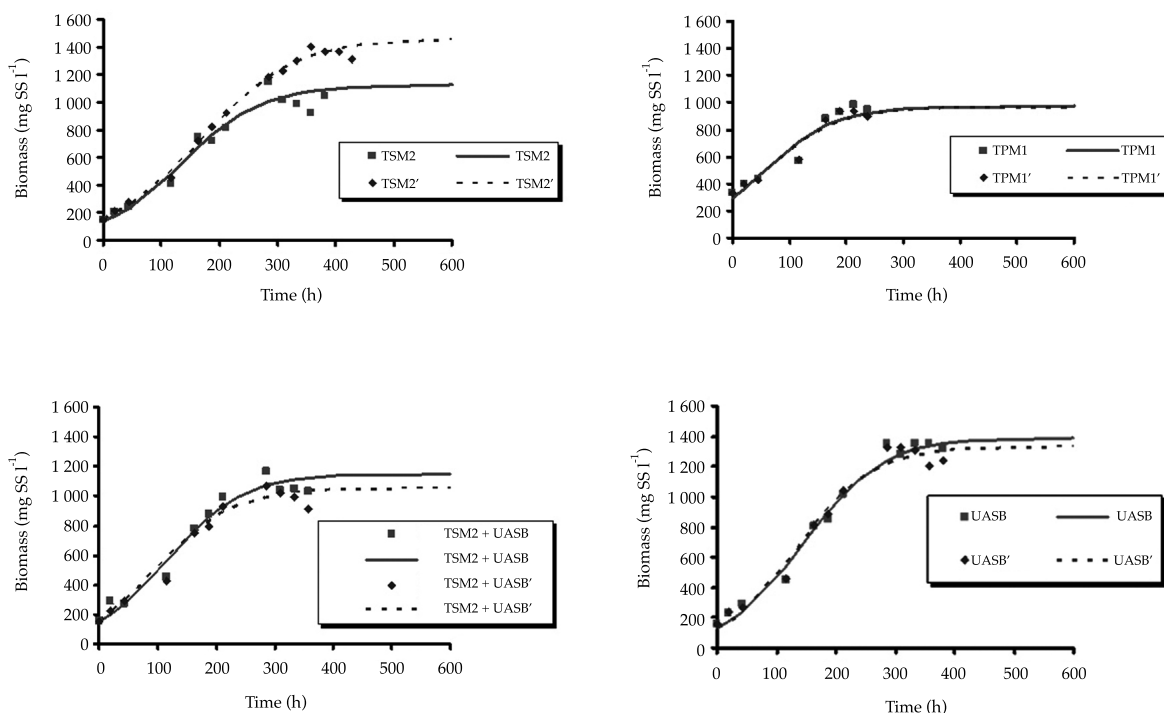 1 600
1 400
1 200
1 000
800
600
400
200
0
Biomass (mg SS l⁻¹)
TSM2 TSM2
TSM2' TSM2'
0 100 200 300 400 500 600
Time (h)
1 600
1 400
1 200
1 000
800
600
400
200
0
Biomass (mg SS l⁻¹)
TPM1 TPM1
TPM1' TPM1'
0 100 200 300 400 500 600
Time (h)
1 600
1 400
1 200
1 000
800
600
400
200
0
Biomass (mg SS l⁻¹)
TSM2 + UASB
TSM2 + UASB
TSM2 + UASB'
TSM2 + UASB'
0 100 200 300 400 500 600
Time (h)
1 600
1 400
1 200
1 000
800
600
400
200
0
Biomass (mg SS l⁻¹)
UASB UASB
UASB' UASB'
0 100 200 300 400 500 600
Time (h)